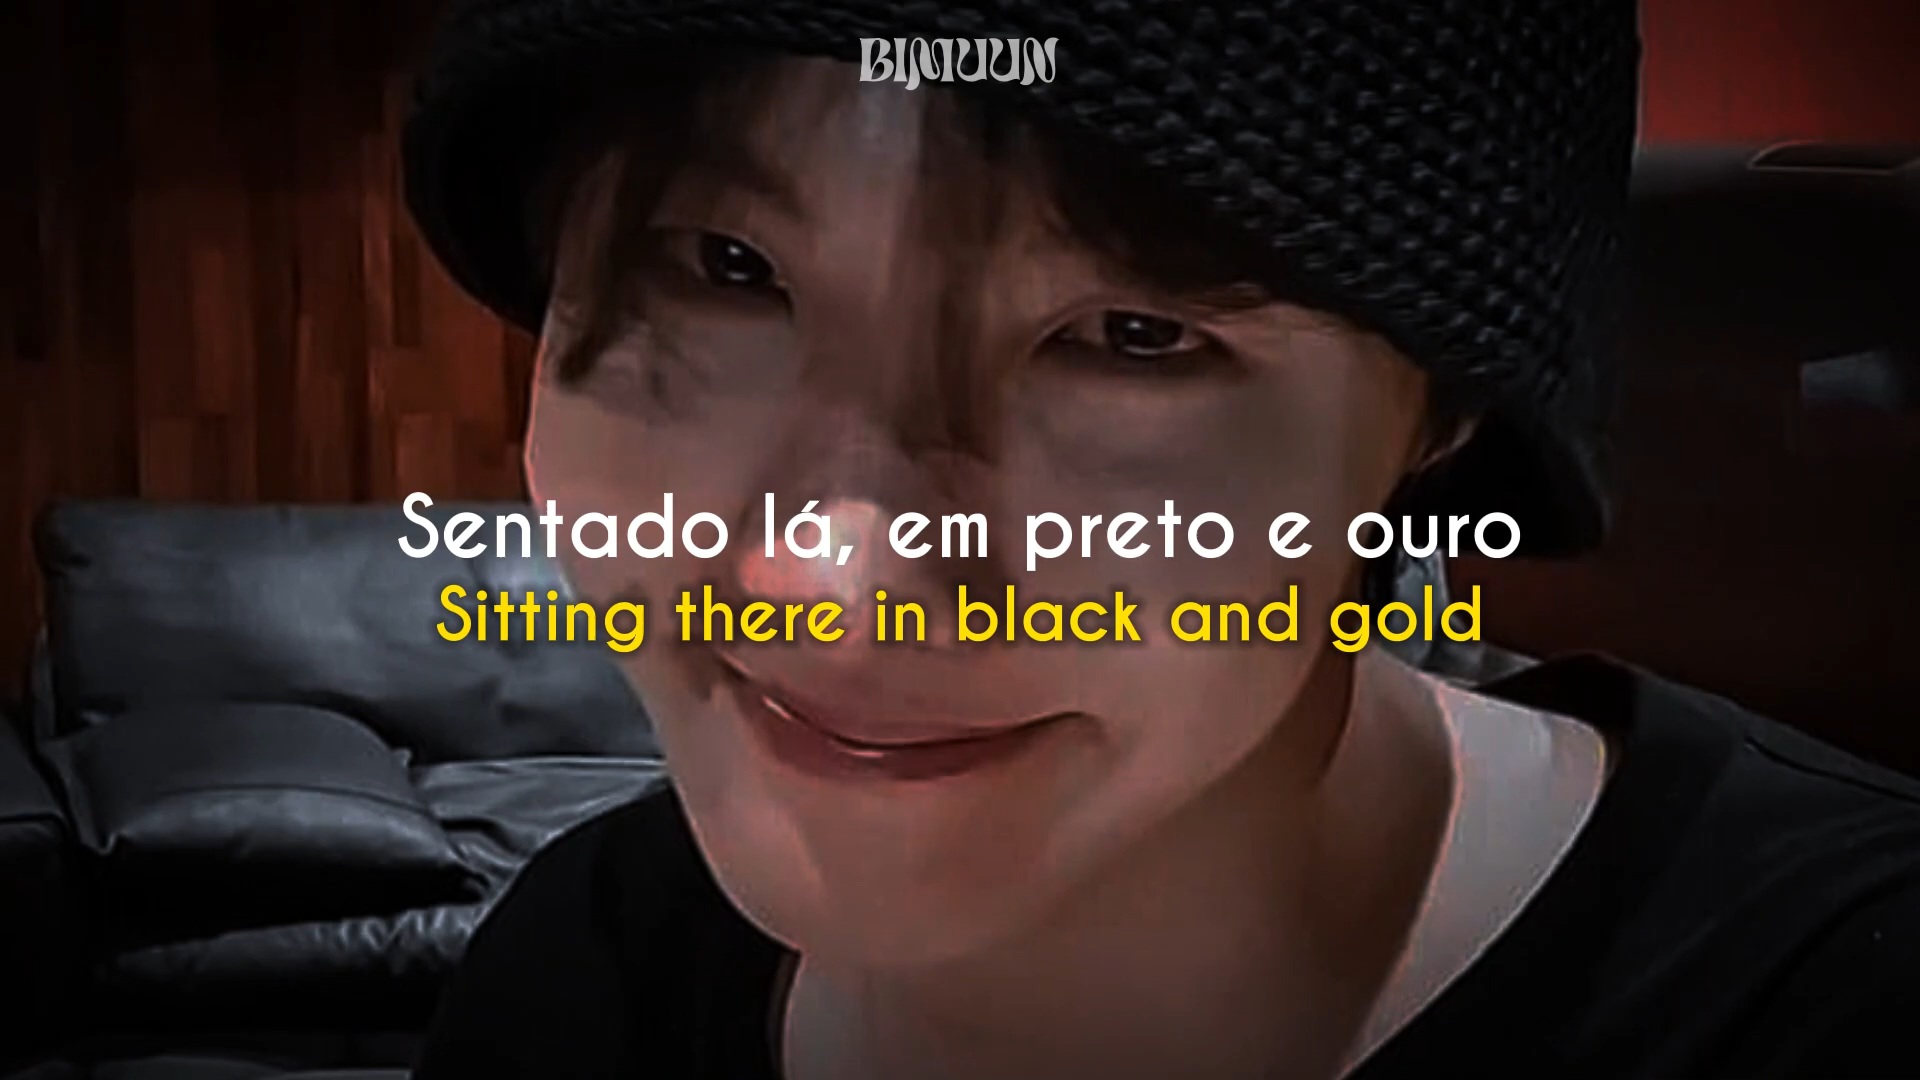 BIMUUN
Sentado lá, em preto e ouro
Sitting there in black and gold